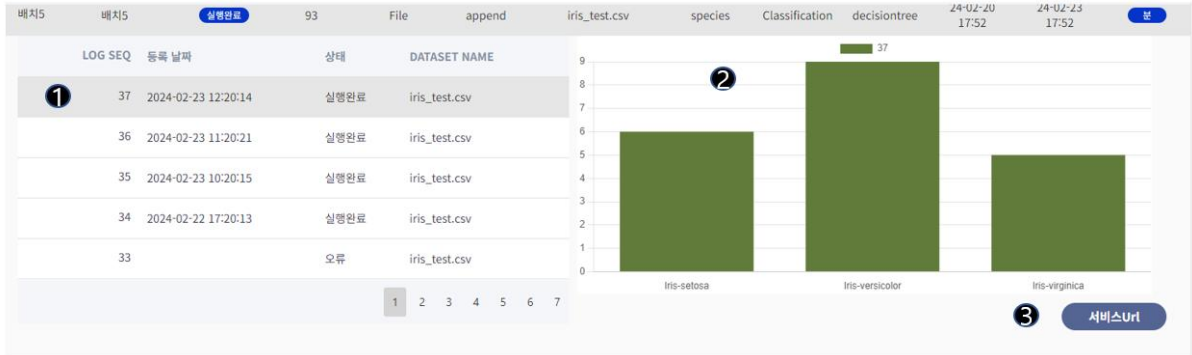 배치5 배치5 실행완료 93 File append iris_test.csv species Classification decisiontree 24-02-20 17:52 24-02-23 17:52 분
LOG SEQ 등록 날짜 상태 DATASET NAME
❶ 37 2024-02-23 12:20:14 실행완료 iris_test.csv
36 2024-02-23 11:20:21 실행완료 iris_test.csv
35 2024-02-23 10:20:15 실행완료 iris_test.csv
34 2024-02-22 17:20:13 실행완료 iris_test.csv
33 오류 iris_test.csv
1 2 3 4 5 6 7
37
❷
9
8
7
6
5
4
3
2
1
0
Iris-setosa Iris-versicolor Iris-virginica
❸ 서비스Url